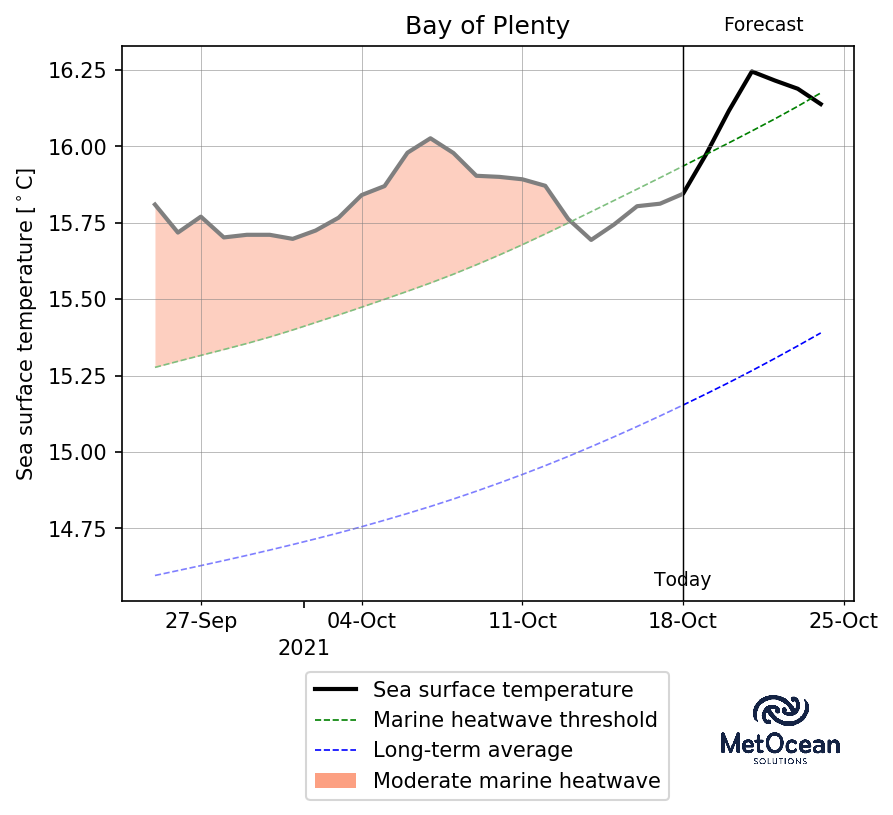 Bay of Plenty
Forecast
Sea surface temperature [°C]
16.25
16.00
15.75
15.50
15.25
15.00
14.75
Today
27-Sep
04-Oct
11-Oct
18-Oct
25-Oct
2021
Sea surface temperature
Marine heatwave threshold
Long-term average
Moderate marine heatwave
MetOcean
SOLUTIONS